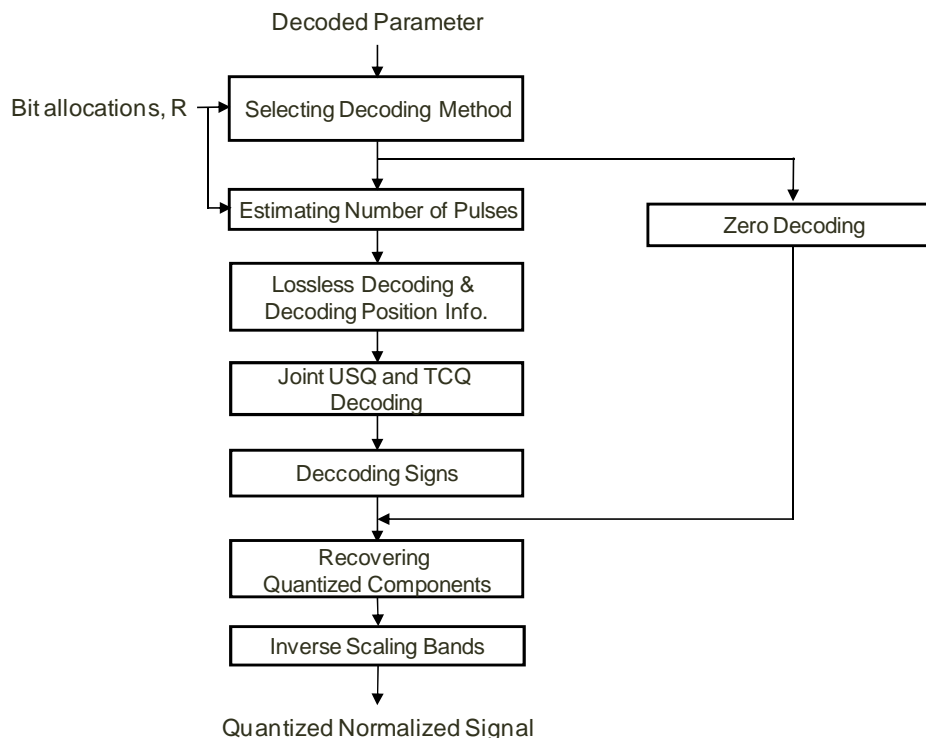 Decoded Parameter
Bit allocations, R
Selecting Decoding Method
Estimating Number of Pulses
Zero Decoding
Lossless Decoding &
Decoding Position Info.
Joint USQ and TCQ
Decoding
Deccoding Signs
Recovering
Quantized Components
Inverse Scaling Bands
Quantized Normalized Signal